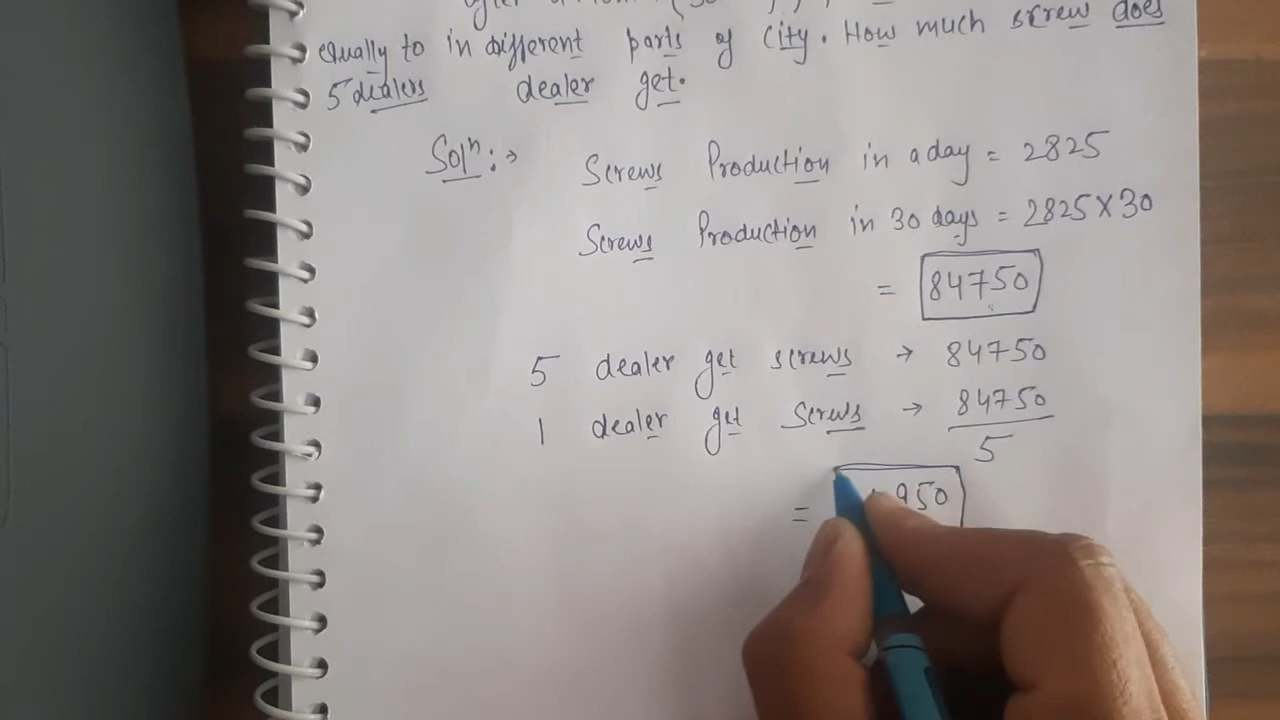 equally to in different parts of city. How much screw does
5 dealers dealer get.
Solⁿ:→ Screws Production in a day = 2825
Screws Production in 30 days = 2825 X 30
= 84750
5 dealer get screws → 84750
1 dealer get Screws → 84750
5
= 950